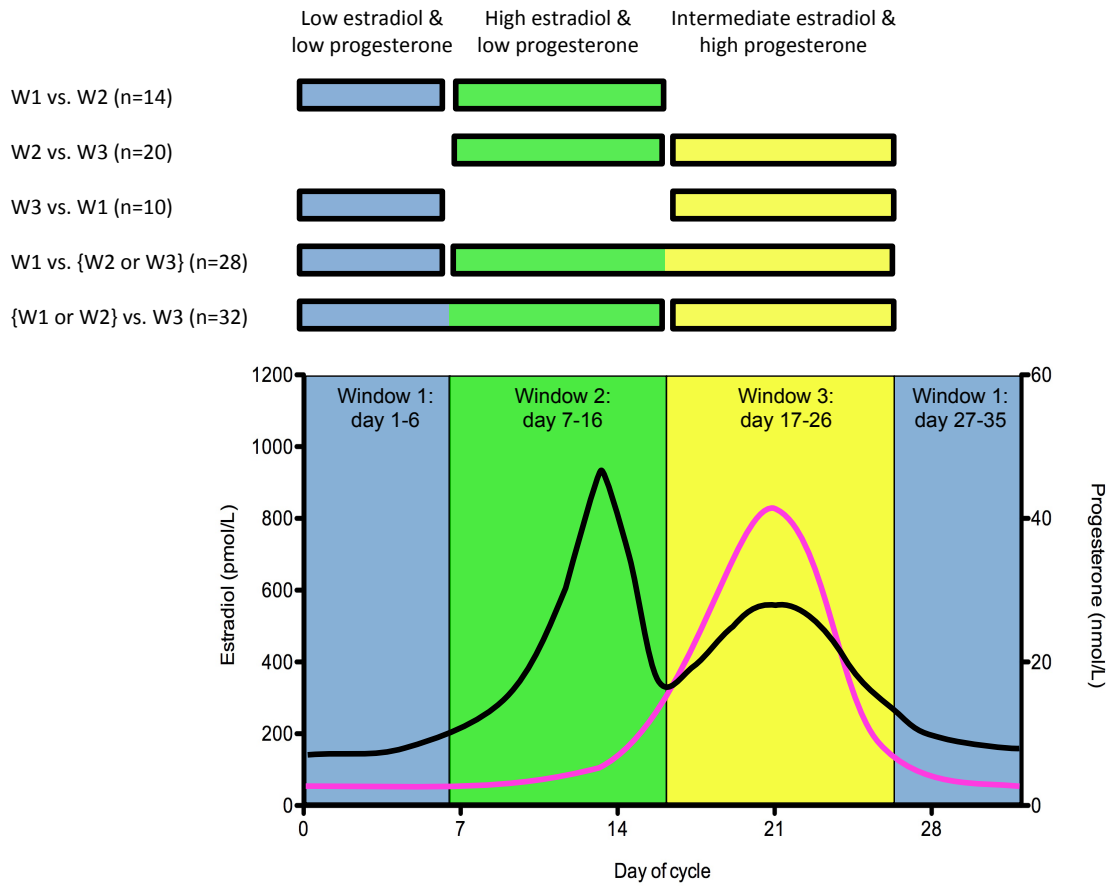 Low estradiol &
low progesterone
High estradiol &
low progesterone
Intermediate estradiol &
high progesterone
W1 vs. W2 (n=14)
W2 vs. W3 (n=20)
W3 vs. W1 (n=10)
W1 vs. {W2 or W3} (n=28)
{W1 or W2} vs. W3 (n=32)
Window 1:
day 1-6
Window 2:
day 7-16
Window 3:
day 17-26
Window 1:
day 27-35
Estradiol (pmol/L)
1200
1000
800
600
400
200
0
Progesterone (nmol/L)
60
40
20
0
0 7 14 21 28
Day of cycle